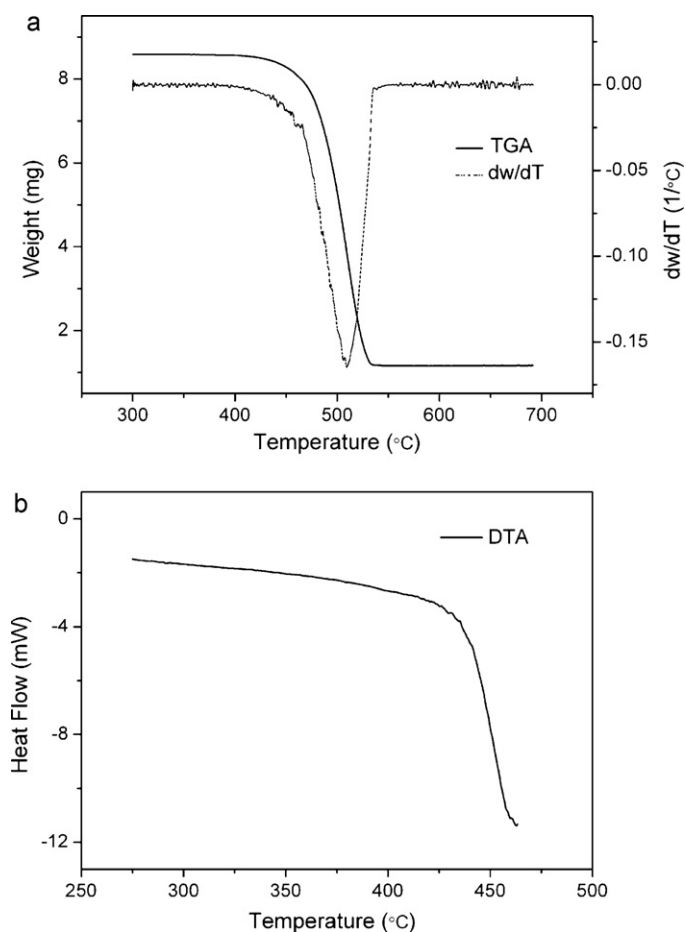 a
8
6
4
2
Weight (mg)
0.00
-0.05
-0.10
-0.15
dw/dT (1/°C)
TGA
dw/dT
300 400 500 600 700
Temperature (°C)
b
0
-4
-8
-12
Heat Flow (mW)
DTA
250 300 350 400 450 500
Temperature (°C)